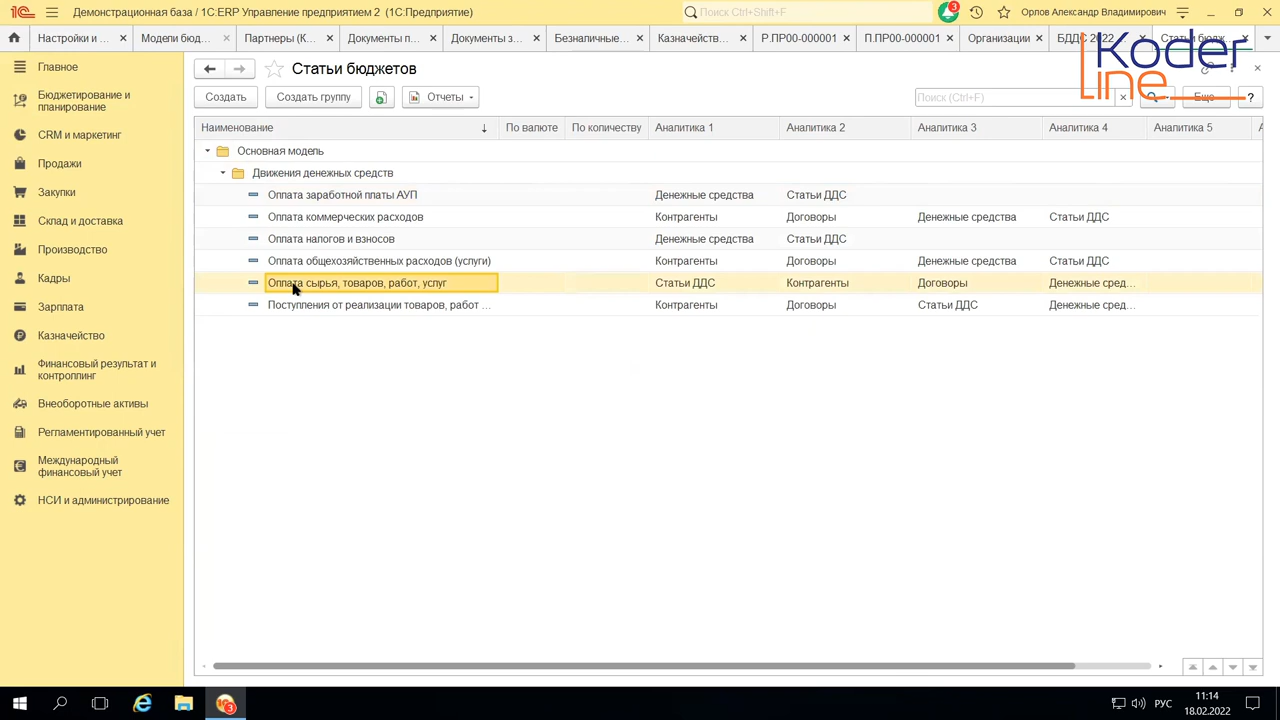 Демонстрационная база / 1С:ERP Управление предприятием 2 (1С:Предприятие)
Поиск Ctrl+Shift+F
3
Орлов Александр Владимирович
Настройки и ...
Модели бюд...
Партнеры (К...
Документы п...
Документы з...
Безналичные...
Казначейств...
Р.ПР00-000001
П.ПР00-000001
Организации
БДДС 2022
Статьи бюдж...
Koder
line
Главное
Бюджетирование и
планирование
CRM и маркетинг
Продажи
Закупки
Склад и доставка
Производство
Кадры
Зарплата
Казначейство
Финансовый результат и
контроллинг
Внеоборотные активы
Регламентированный учет
Международный
финансовый учет
НСИ и администрирование
Статьи бюджетов
Создать
Создать группу
Отчеты
Поиск (Ctrl+F)
Еще
?
Наименование
По валюте
По количеству
Аналитика 1
Аналитика 2
Аналитика 3
Аналитика 4
Аналитика 5
Основная модель
Движения денежных средств
Оплата заработной платы АУП Денежные средства Статьи ДДС
Оплата коммерческих расходов Контрагенты Договоры Денежные средства Статьи ДДС
Оплата налогов и взносов Денежные средства Статьи ДДС
Оплата общехозяйственных расходов (услуги) Контрагенты Договоры Денежные средства Статьи ДДС
Оплата сырья, товаров, работ, услуг Статьи ДДС Контрагенты Договоры Денежные сред...
Поступления от реализации товаров, работ ... Контрагенты Договоры Статьи ДДС Денежные сред...
3
РУС
11:14
18.02.2022